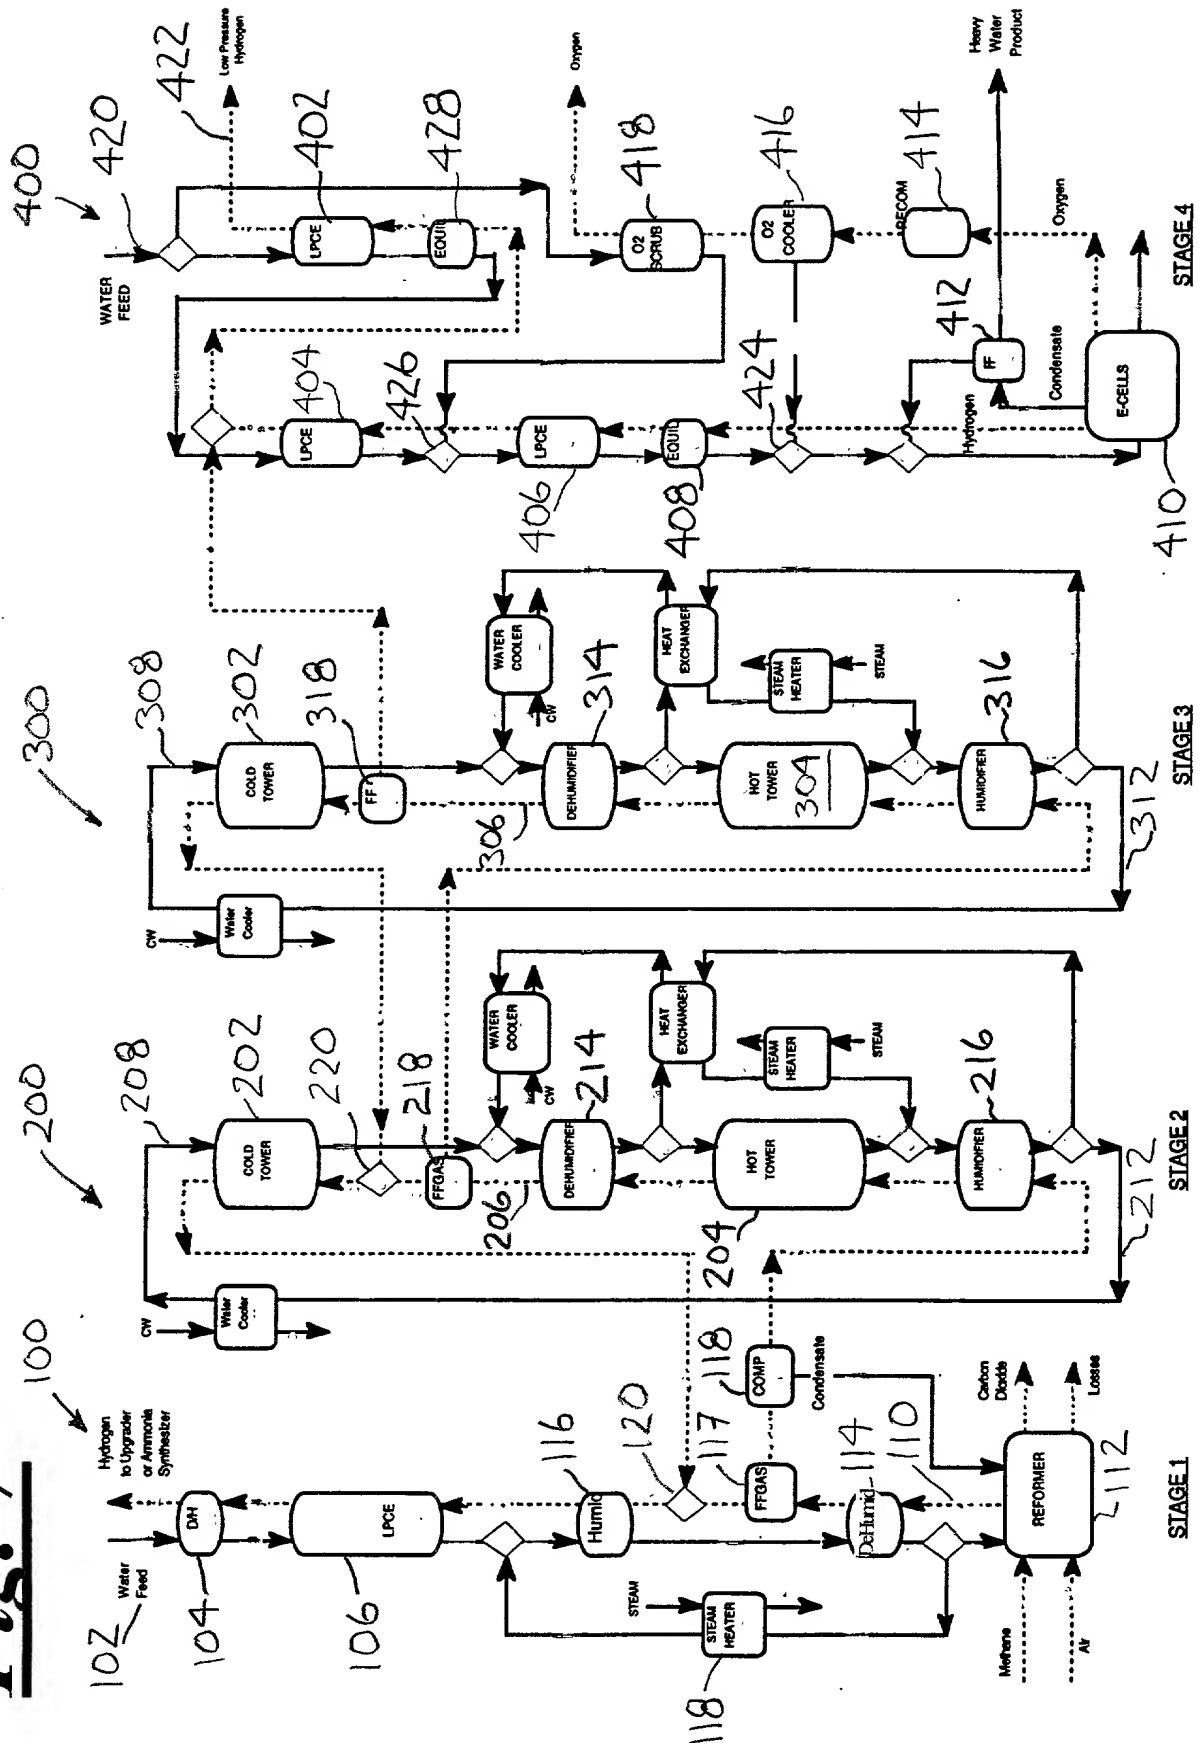 Fig. 7
100
Hydrogen
to Upgrader
or Ammonia
Synthesizer
102
Water
Feed
104
D/H
106
LPCE
116
Humid
120
117
FFGAS
118
COMP
Condensate
114
DeHumid
110
STEAM
STEAM
HEATER
118
Methane
Air
REFORMER
112
Carbon
Dioxide
Losses
STAGE 1
200
208
CW
Water
Cooler
COLD
TOWER
202
220
218
FFGAS
206
WATER
COOLER
CW
DEHUMIDIFIER
214
HEAT
EXCHANGER
HOT
TOWER
204
STEAM
HEATER
STEAM
HUMIDIFIER
216
212
STAGE 2
300
308
CW
Water
Cooler
COLD
TOWER
302
318
FF
306
WATER
COOLER
CW
DEHUMIDIFIER
314
HEAT
EXCHANGER
HOT
TOWER
304
STEAM
HEATER
STEAM
HUMIDIFIER
316
312
STAGE 3
400
420
WATER
FEED
422
Low Pressure
Hydrogen
LPCE
402
EQUIL
428
LPCE
404
426
LPCE
406
EQUIL
408
424
Oxygen
O2
SCRUB
418
O2
COOLER
416
RECOM
414
Oxygen
Heavy
Water
Product
412
FF
Condensate
Hydrogen
E-CELLS
410
STAGE 4